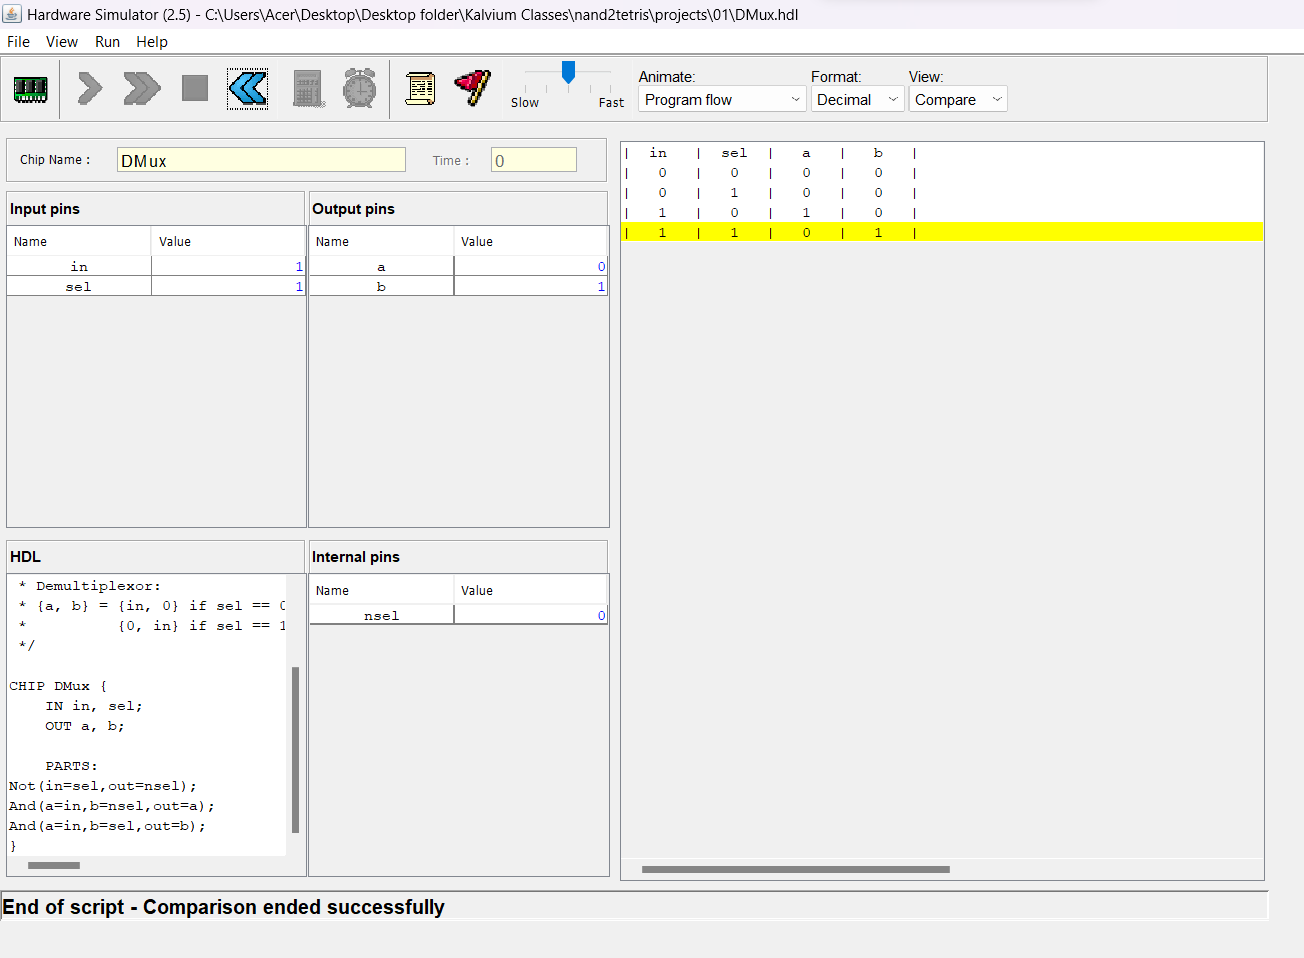 Hardware Simulator (2.5) - C:\Users\Acer\Desktop\Desktop folder\Kalvium Classes\nand2tetris\projects\01\DMux.hdl
File View Run Help
Slow Fast
Animate: Format: View:
Program flow Decimal Compare
Chip Name : DMux Time : 0
Input pins
Name Value
in 1
sel 1
Output pins
Name Value
a 0
b 1
HDL
* Demultiplexor:
* {a, b} = {in, 0} if sel == 0
* {0, in} if sel == 1
*/
CHIP DMux {
IN in, sel;
OUT a, b;
PARTS:
Not(in=sel,out=nsel);
And(a=in,b=nsel,out=a);
And(a=in,b=sel,out=b);
}
Internal pins
Name Value
nsel 0
| in | sel | a | b |
| 0 | 0 | 0 | 0 |
| 0 | 1 | 0 | 0 |
| 1 | 0 | 1 | 0 |
| 1 | 1 | 0 | 1 |
End of script - Comparison ended successfully